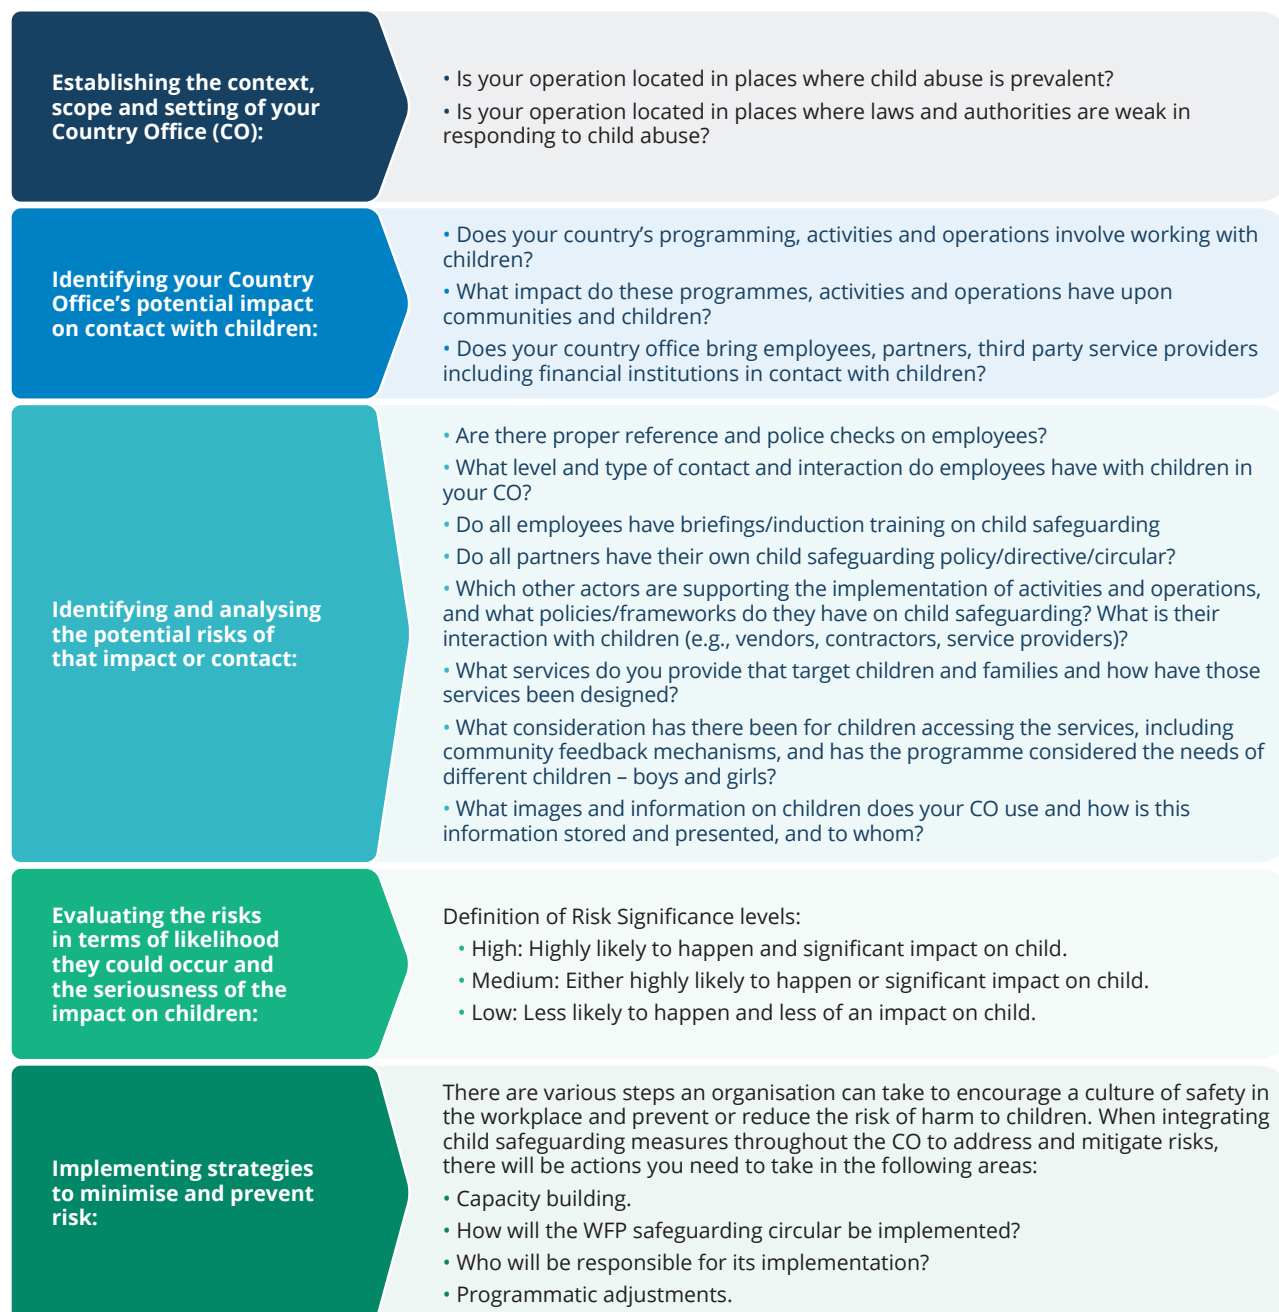 Establishing the context,
scope and setting of your
Country Office (CO):
• Is your operation located in places where child abuse is prevalent?
• Is your operation located in places where laws and authorities are weak in
responding to child abuse?
Identifying your Country
Office’s potential impact
on contact with children:
• Does your country’s programming, activities and operations involve working with
children?
• What impact do these programmes, activities and operations have upon
communities and children?
• Does your country office bring employees, partners, third party service providers
including financial institutions in contact with children?
Identifying and analysing
the potential risks of
that impact or contact:
• Are there proper reference and police checks on employees?
• What level and type of contact and interaction do employees have with children in
your CO?
• Do all employees have briefings/induction training on child safeguarding
• Do all partners have their own child safeguarding policy/directive/circular?
• Which other actors are supporting the implementation of activities and operations,
and what policies/frameworks do they have on child safeguarding? What is their
interaction with children (e.g., vendors, contractors, service providers)?
• What services do you provide that target children and families and how have those
services been designed?
• What consideration has there been for children accessing the services, including
community feedback mechanisms, and has the programme considered the needs of
different children – boys and girls?
• What images and information on children does your CO use and how is this
information stored and presented, and to whom?
Evaluating the risks
in terms of likelihood
they could occur and
the seriousness of the
impact on children:
Definition of Risk Significance levels:
• High: Highly likely to happen and significant impact on child.
• Medium: Either highly likely to happen or significant impact on child.
• Low: Less likely to happen and less of an impact on child.
Implementing strategies
to minimise and prevent
risk:
There are various steps an organisation can take to encourage a culture of safety in
the workplace and prevent or reduce the risk of harm to children. When integrating
child safeguarding measures throughout the CO to address and mitigate risks,
there will be actions you need to take in the following areas:
• Capacity building.
• How will the WFP safeguarding circular be implemented?
• Who will be responsible for its implementation?
• Programmatic adjustments.